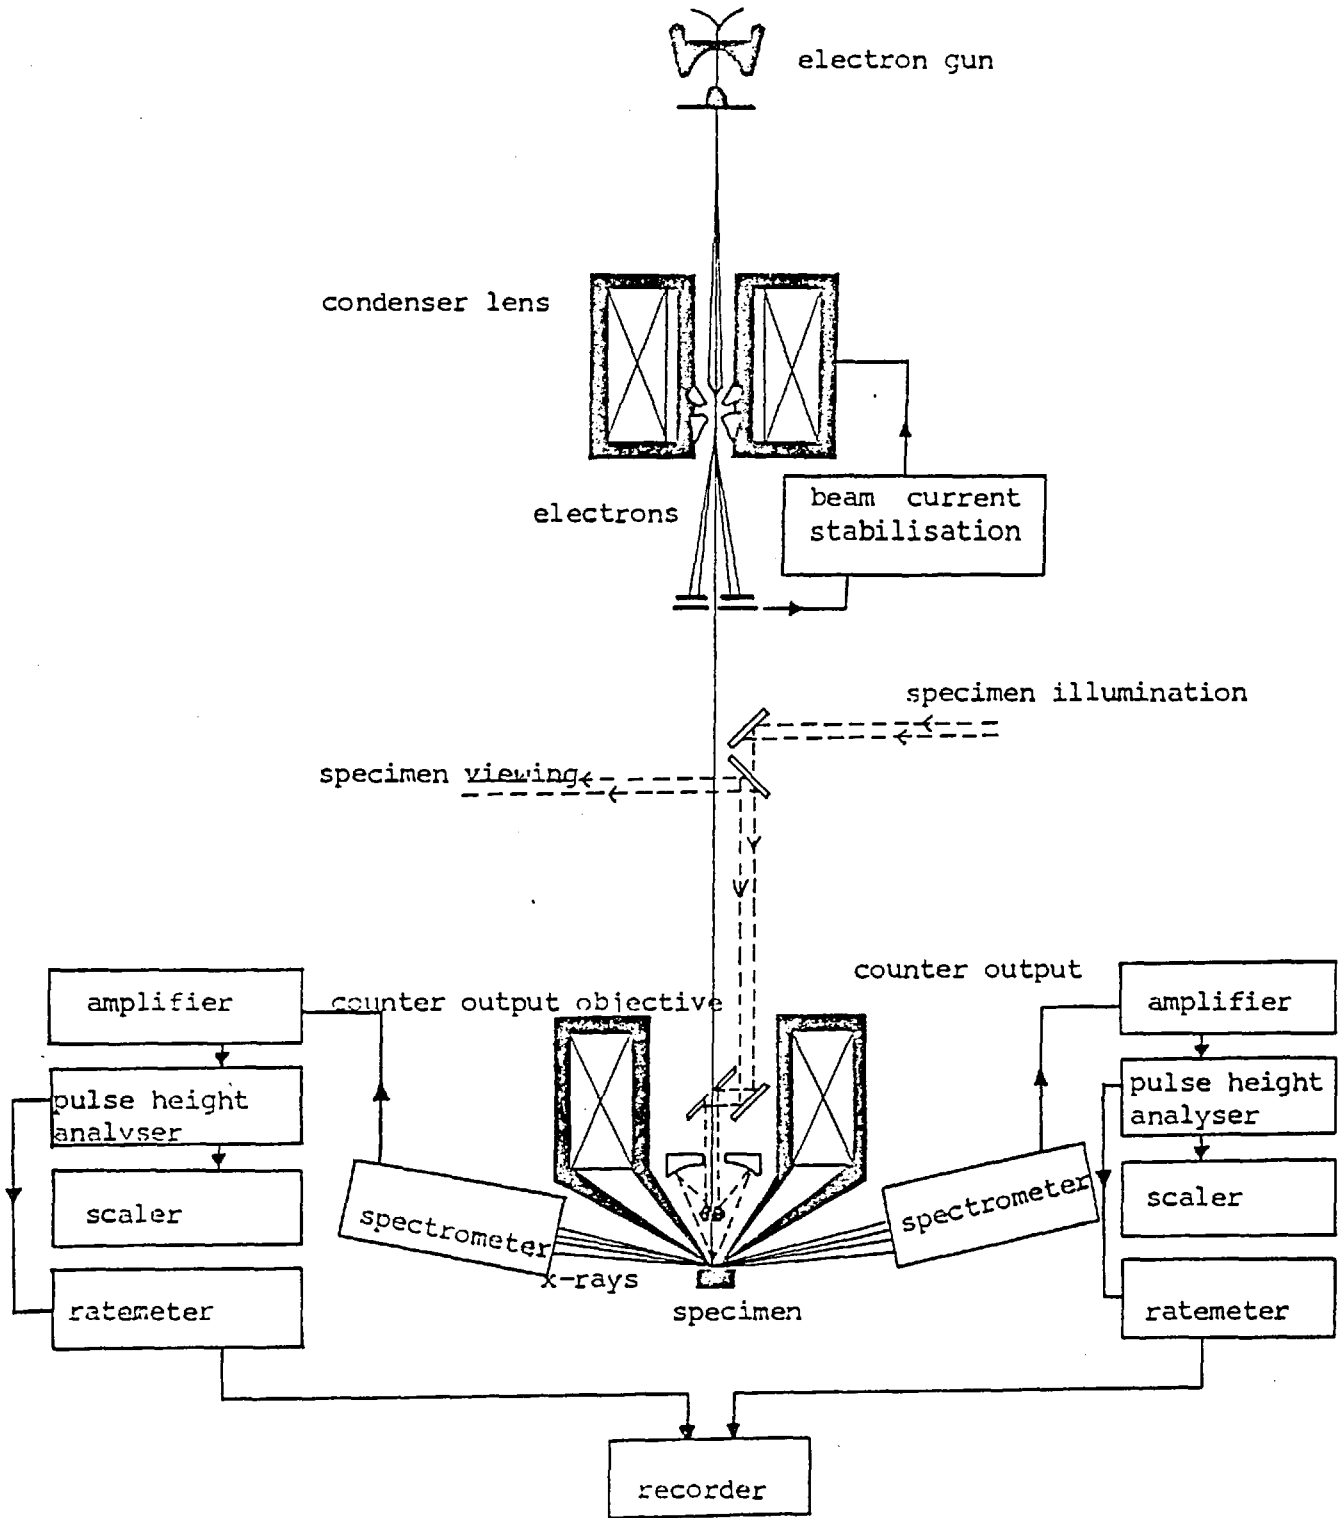 electron gun
condenser lens
electrons
beam current
stabilisation
specimen illumination
specimen viewing
counter output
amplifier
counter output objective
amplifier
pulse height
analyser
pulse height
analyser
scaler
scaler
spectrometer
spectrometer
x-rays
ratemeter
specimen
ratemeter
recorder